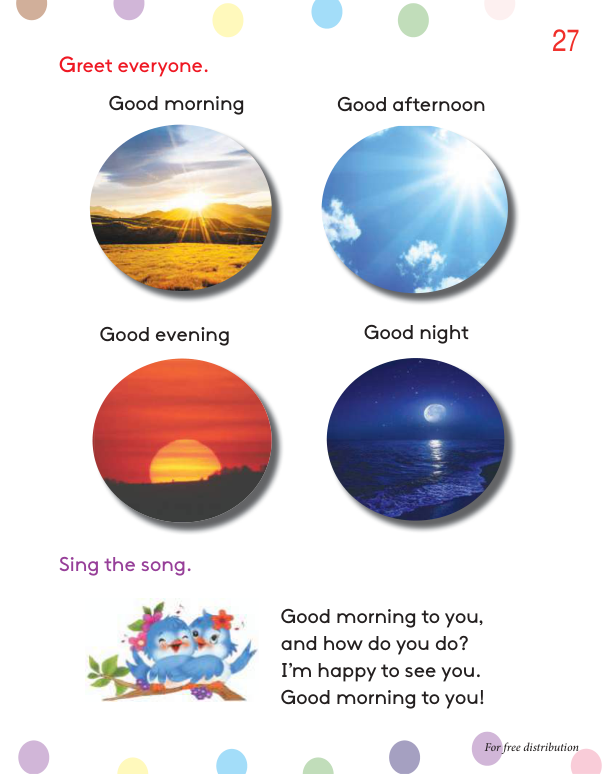 27
Greet everyone.
Good morning
Good afternoon
Good evening
Good night
Sing the song.
Good morning to you,
and how do you do?
I'm happy to see you.
Good morning to you!
For free distribution